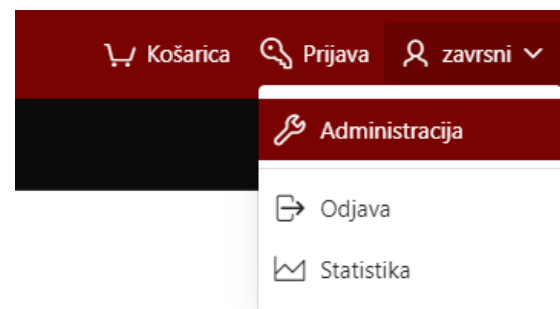 Košarica Prijava zavrsni
Administracija
Odjava
Statistika